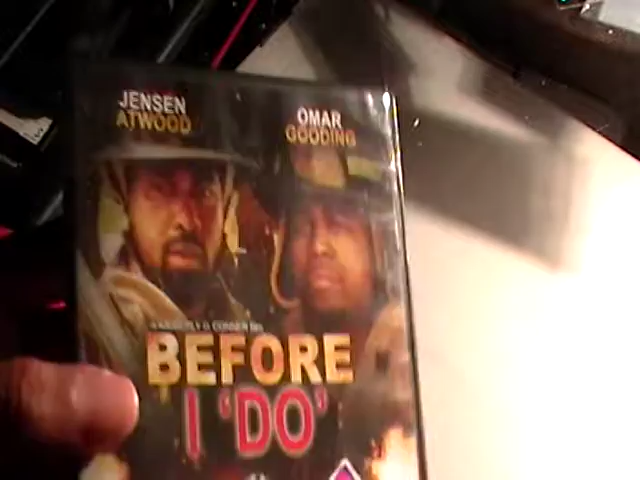 JENSEN
ATWOOD
OMAR
GOODING
BEFORE
I 'DO'